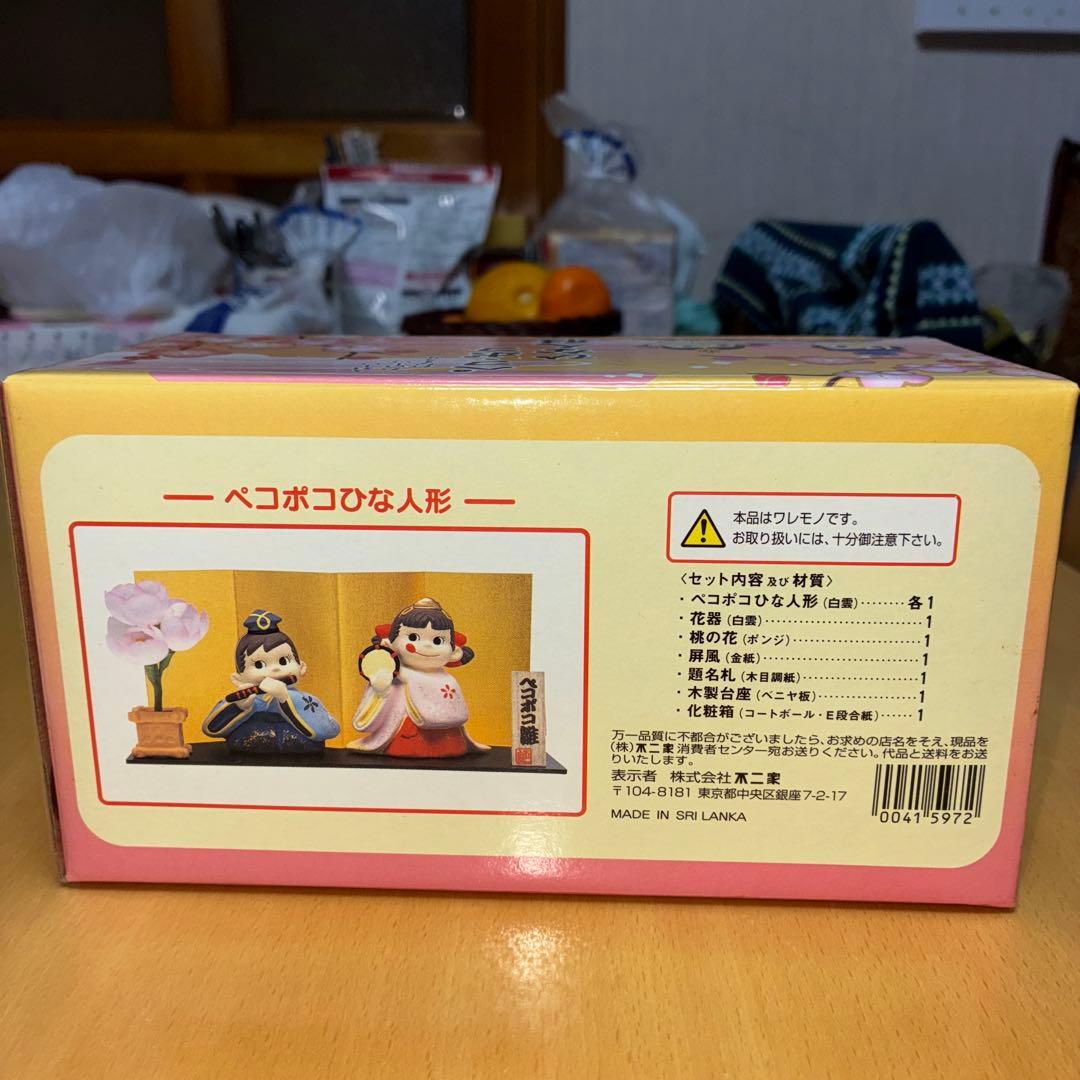 ペコポコひな人形
ペコポコ雛
本品はワレモノです。
お取り扱いには、十分御注意下さい。
〈セット内容及び材質〉
・ペコポコひな人形(白雲)········各1
・花器(白雲)······························1
・桃の花(ポンジ)·························1
・屏風(金紙)······························1
・題名札(木目調紙)·····················1
・木製台座(ベニヤ板)··················1
・化粧箱(コートボール・E段合紙)······1
万一品質に不都合がございましたら、お求めの店名をそえ、現品を
(株)不二家消費者センター宛お送りください。代品と送料をお送
りいたします。
表示者 株式会社不二家
〒104-8181 東京都中央区銀座7-2-17
MADE IN SRI LANKA
0041 5972